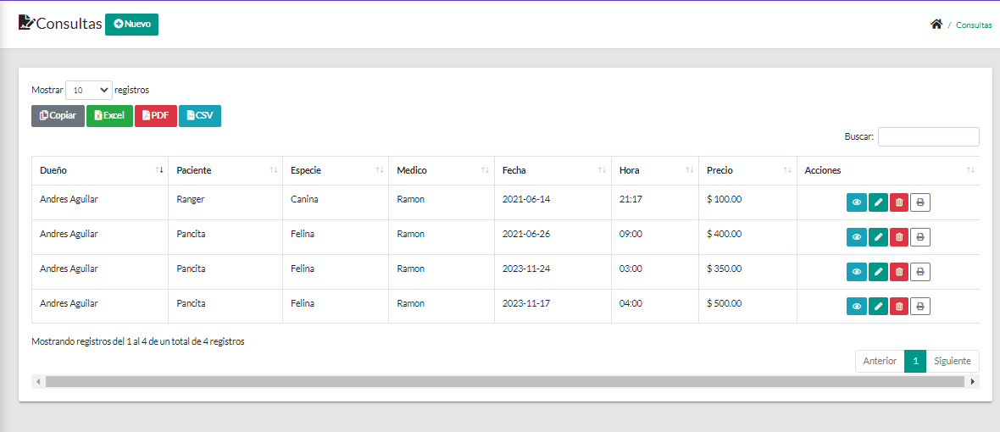 Consultas Nuevo
/ Consultas
Mostrar 10 registros
Copiar Excel PDF CSV
Buscar:
Dueño Paciente Especie Medico Fecha Hora Precio Acciones
Andres Aguilar Ranger Canina Ramon 2021-06-14 21:17 $ 100.00
Andres Aguilar Pancita Felina Ramon 2021-06-26 09:00 $ 400.00
Andres Aguilar Pancita Felina Ramon 2023-11-24 03:00 $ 350.00
Andres Aguilar Pancita Felina Ramon 2023-11-17 04:00 $ 500.00
Mostrando registros del 1 al 4 de un total de 4 registros
Anterior 1 Siguiente